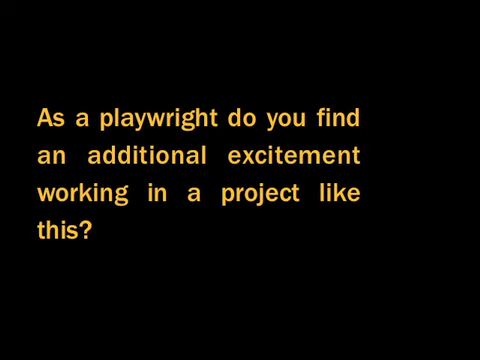 As a playwright do you find
an additional excitement
working in a project like
this?